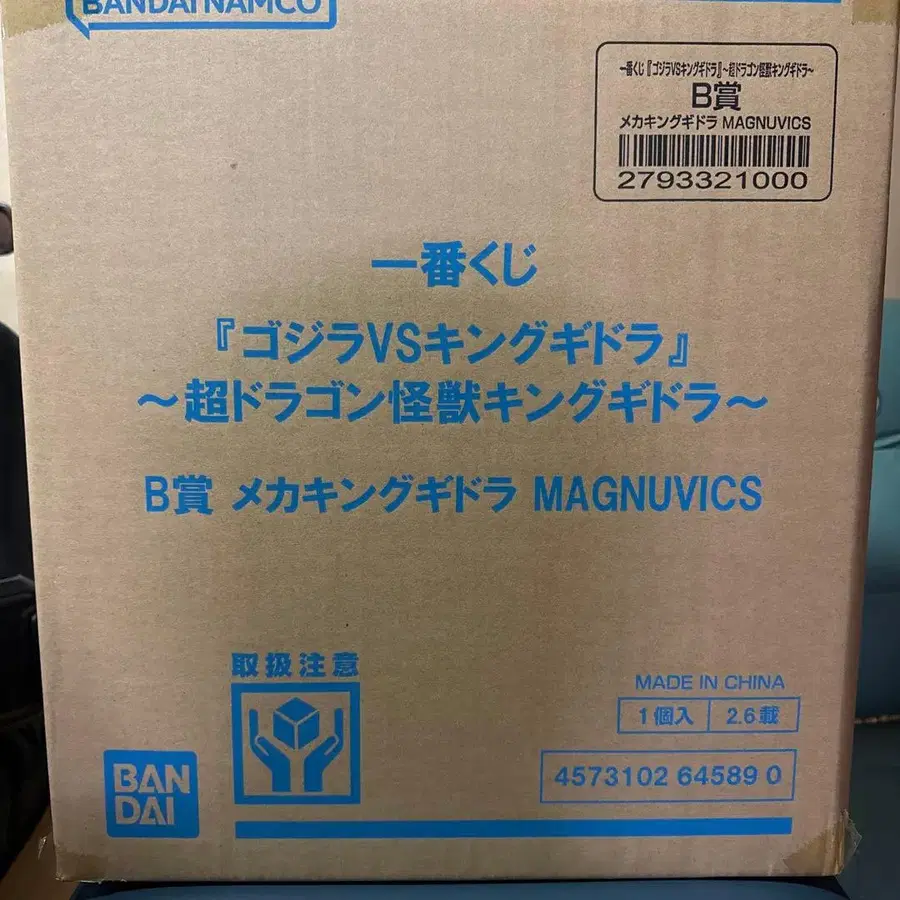 BANDAI NAMCO
一番くじ『ゴジラVSキングギドラ』～超ドラゴン怪獣キングギドラ～
B賞
メカキングギドラ MAGNUVICS
2793321000
一番くじ
『ゴジラVSキングギドラ』
～超ドラゴン怪獣キングギドラ～
B賞 メカキングギドラ MAGNUVICS
取扱注意
MADE IN CHINA
1個入 2.6載
BAN
DAI
4573102 64589 0